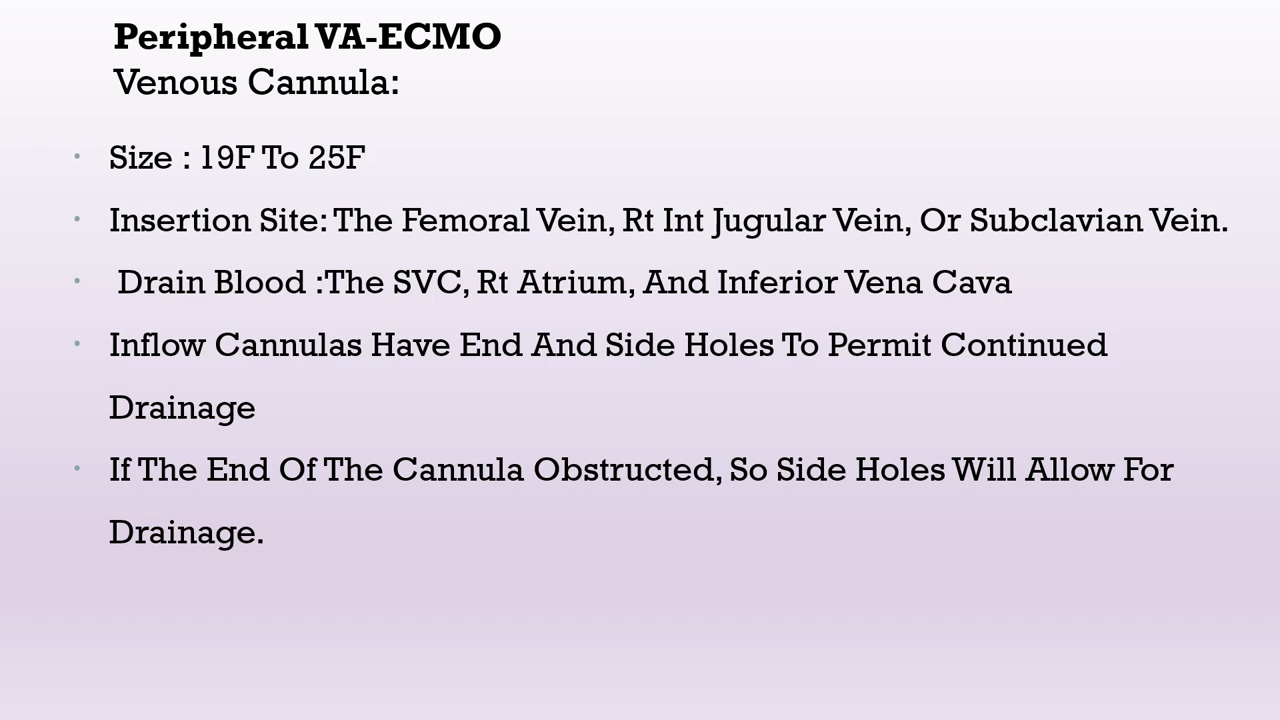 Peripheral VA-ECMO
Venous Cannula:
• Size : 19F To 25F
• Insertion Site: The Femoral Vein, Rt Int Jugular Vein, Or Subclavian Vein.
• Drain Blood :The SVC, Rt Atrium, And Inferior Vena Cava
• Inflow Cannulas Have End And Side Holes To Permit Continued
Drainage
• If The End Of The Cannula Obstructed, So Side Holes Will Allow For
Drainage.